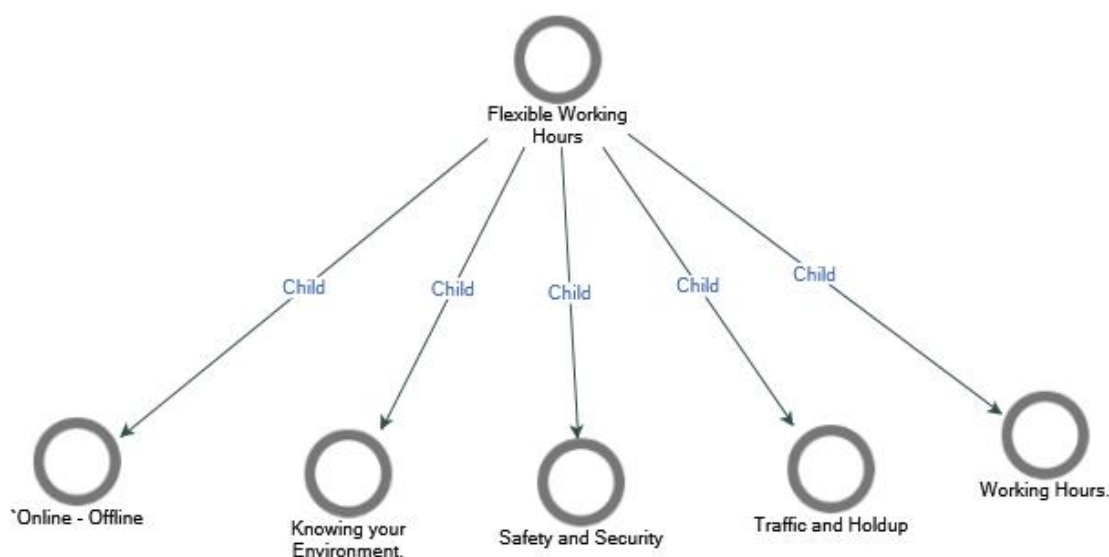 Flexible Working
Hours
Child
Child
Child
Child
Child
`Online - Offline
Knowing your
Environment.
Safety and Security
Traffic and Holdup
Working Hours.